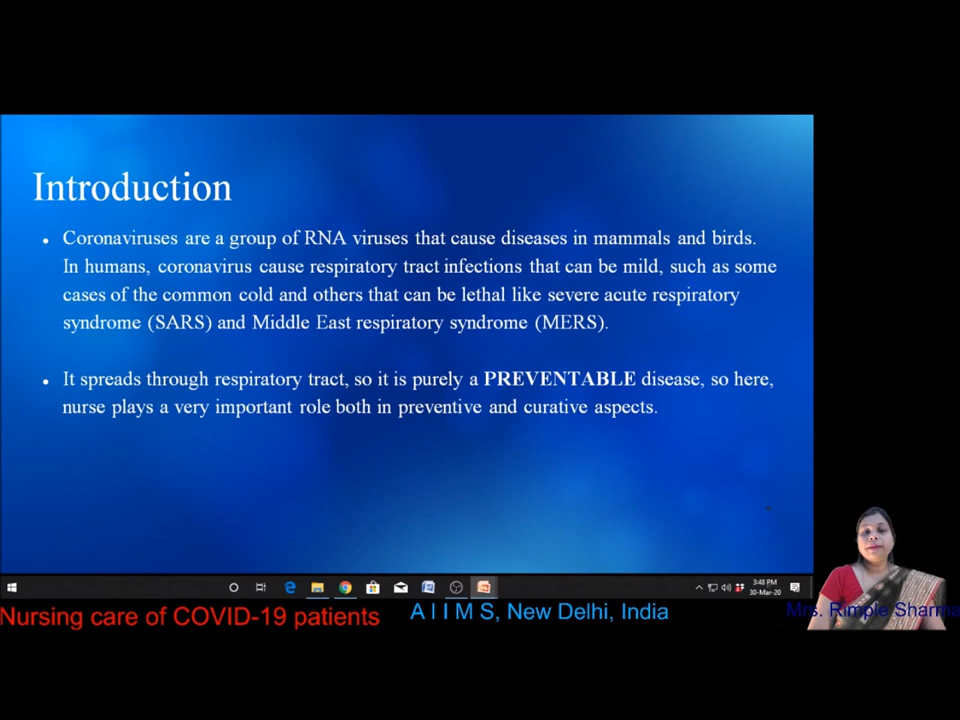 Introduction
• Coronaviruses are a group of RNA viruses that cause diseases in mammals and birds.
In humans, coronavirus cause respiratory tract infections that can be mild, such as some
cases of the common cold and others that can be lethal like severe acute respiratory
syndrome (SARS) and Middle East respiratory syndrome (MERS).
• It spreads through respiratory tract, so it is purely a PREVENTABLE disease, so here,
nurse plays a very important role both in preventive and curative aspects.
3:48 PM
30-Mar-20
Nursing care of COVID-19 patients
A I I M S, New Delhi, India
Mrs. Rimple Sharma